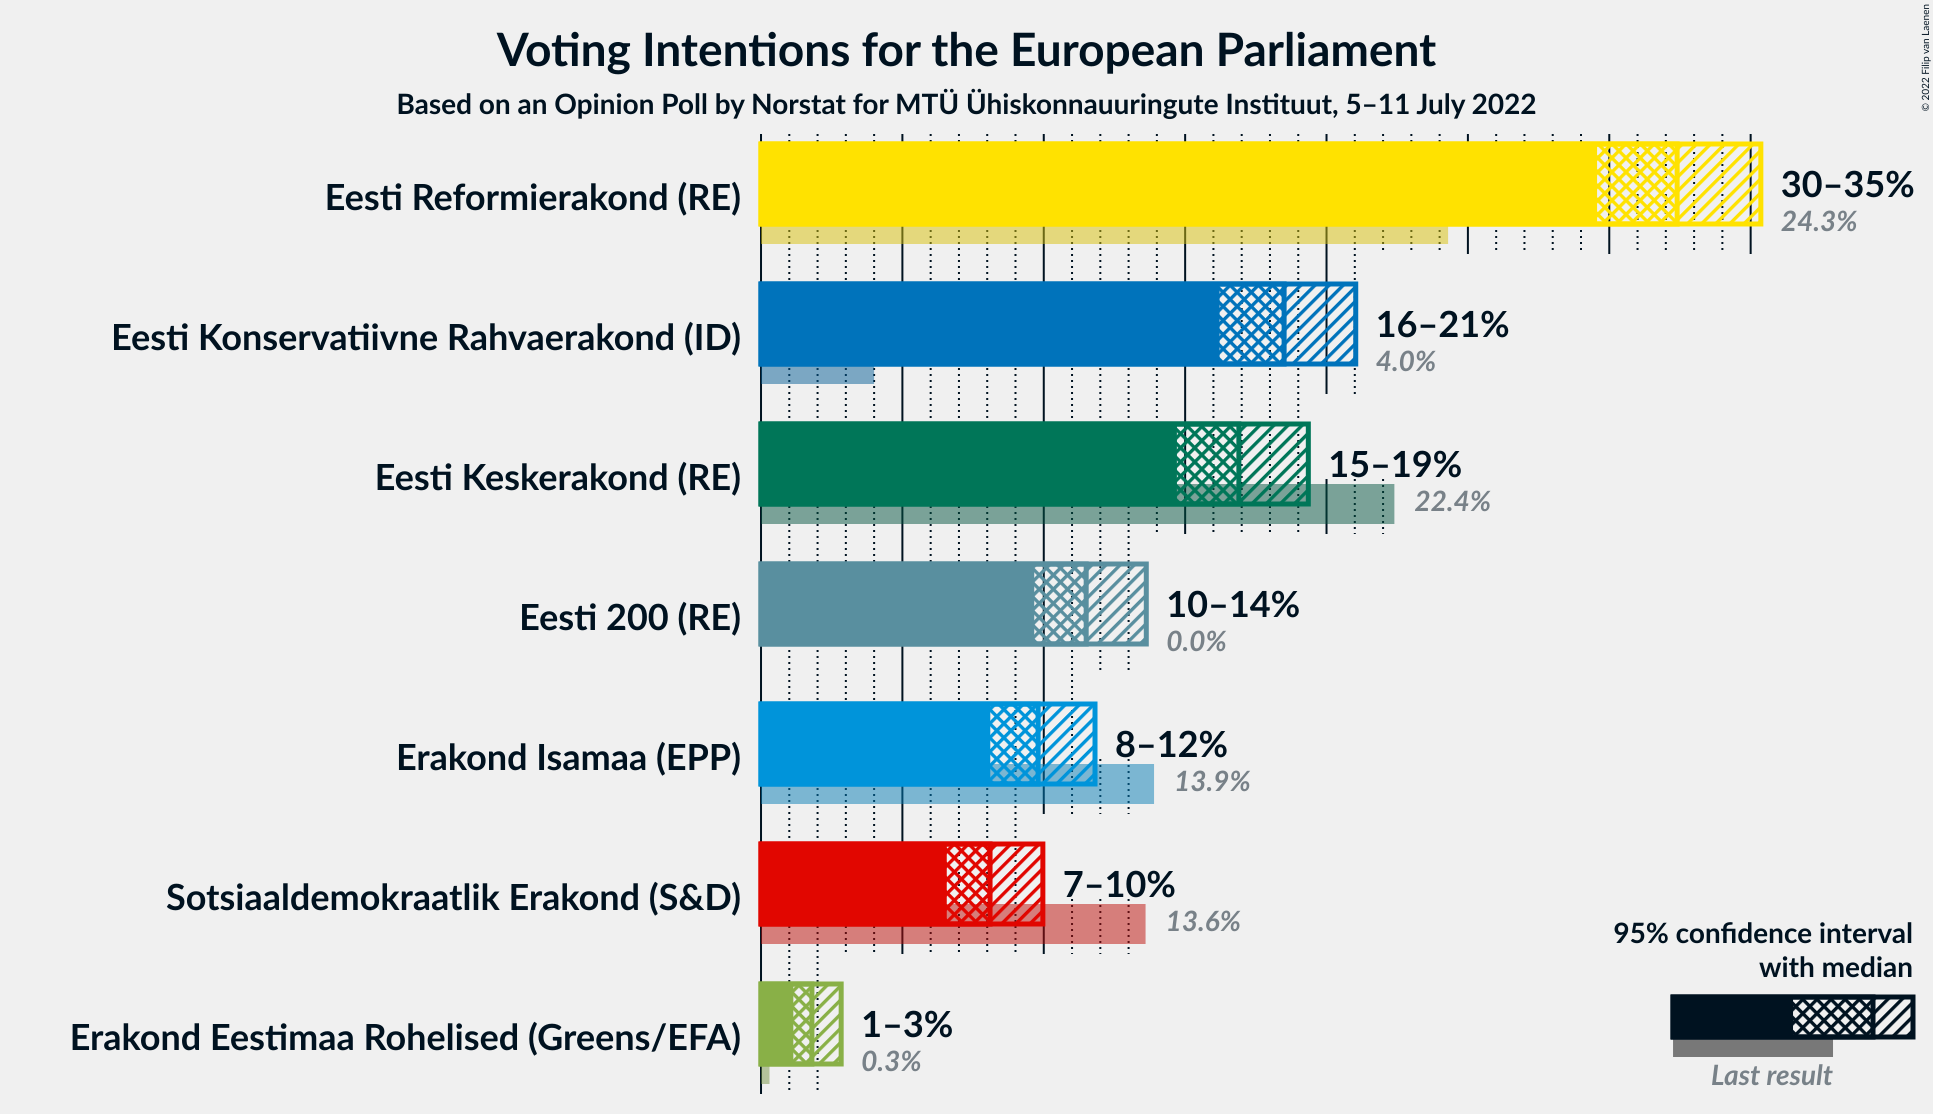 Voting Intentions for the European Parliament
Based on an Opinion Poll by Norstat for MTÜ Ühiskonnauuringute Instituut, 5–11 July 2022
© 2022 Filip van Laenen
Eesti Reformierakond (RE)
30–35%
24.3%
Eesti Konservatiivne Rahvaerakond (ID)
16–21%
4.0%
Eesti Keskerakond (RE)
15–19%
22.4%
Eesti 200 (RE)
10–14%
0.0%
Erakond Isamaa (EPP)
8–12%
13.9%
Sotsiaaldemokraatlik Erakond (S&D)
7–10%
13.6%
Erakond Eestimaa Rohelised (Greens/EFA)
1–3%
0.3%
95% confidence interval
with median
Last result